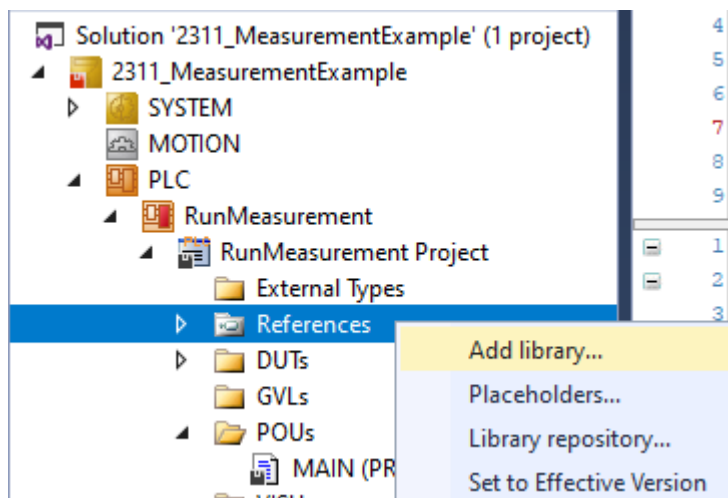 Solution '2311_MeasurementExample' (1 project)
2311_MeasurementExample
SYSTEM
MOTION
PLC
RunMeasurement
RunMeasurement Project
External Types
References
DUTs
GVLs
POUs
MAIN (PR
Add library...
Placeholders...
Library repository...
Set to Effective Version
4
5
6
7
8
9
1
2
3